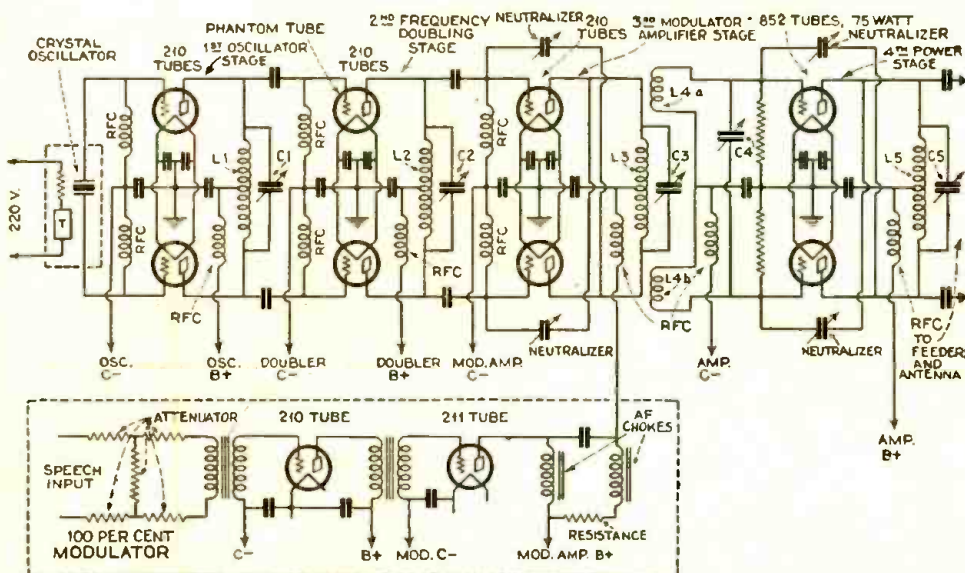 CRYSTAL
OSCILLATOR
210
TUBES
PHANTOM TUBE
1ST OSCILLATOR
STAGE
210
TUBES
2ND FREQUENCY
DOUBLING
STAGE
NEUTRALIZER
210
TUBES
3RD MODULATOR-
AMPLIFIER STAGE
852 TUBES, 75 WATT
NEUTRALIZER
4TH POWER
STAGE
RFC
RFC
RFC
L4a
L1
C1
L2
C2
L3
C3
C4
L5
C5
220 V.
T
RFC
RFC
RFC
RFC
RFC
L4b
RFC
NEUTRALIZER
NEUTRALIZER
RFC
TO
FEEDERS
AND
ANTENNA
OSC.
C-
OSC.
B+
DOUBLER
C-
DOUBLER
B+
MOD. AMP.
C-
AMP.
C-
AMP.
B+
ATTENUATOR
210 TUBE
211 TUBE
AF
CHOKES
SPEECH
INPUT
100 PER CENT
MODULATOR
C-
B+
MOD. C-
MOD. AMP. B+
RESISTANCE